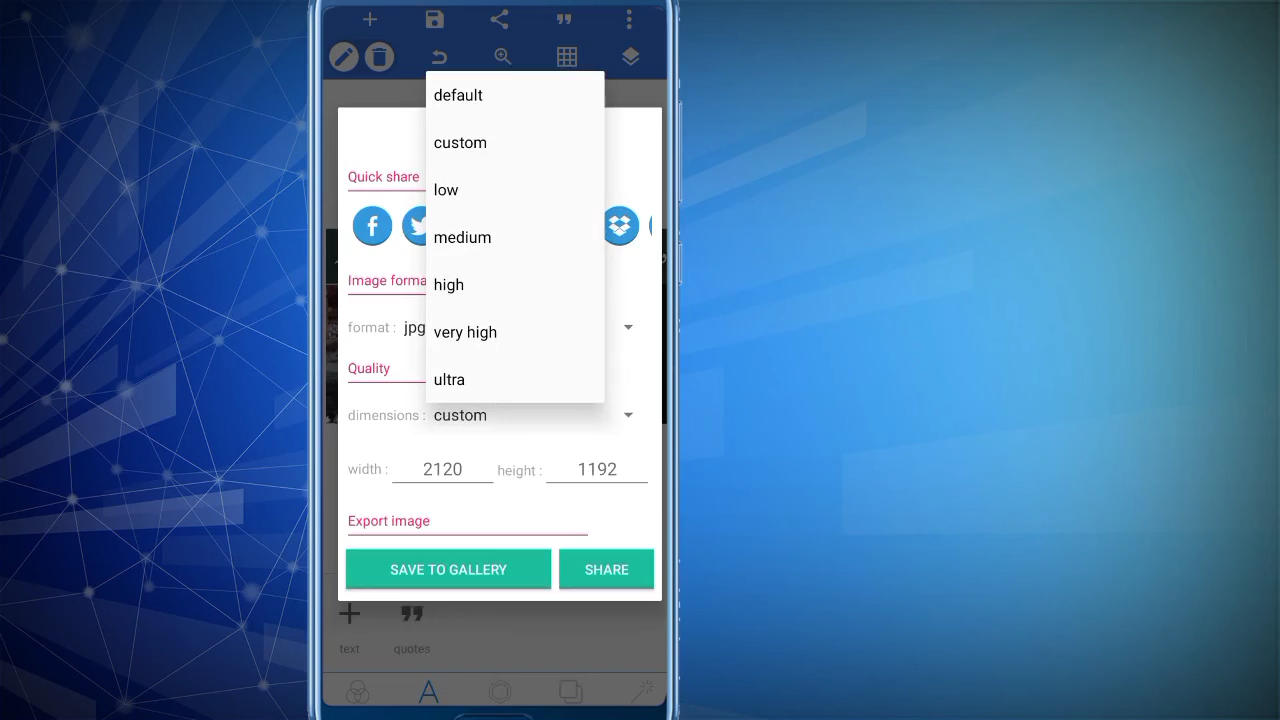 default
custom
Quick share
low
medium
Image forma
high
format : jpg
very high
Quality
ultra
dimensions : custom
width : 2120 height : 1192
Export image
SAVE TO GALLERY SHARE
text quotes